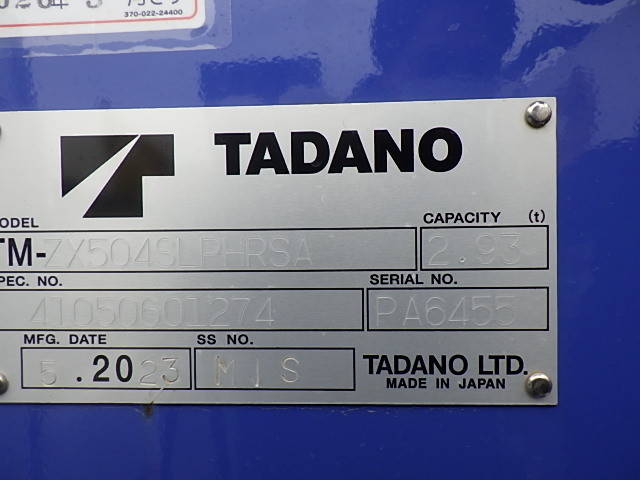 370-022-24400
TADANO
MODEL
TM-ZX504SLPHRSA
CAPACITY (t)
2.93
SPEC. NO.
41050G01274
SERIAL NO.
PA6455
MFG. DATE
5 .2023
SS NO.
MIS
TADANO LTD.
MADE IN JAPAN